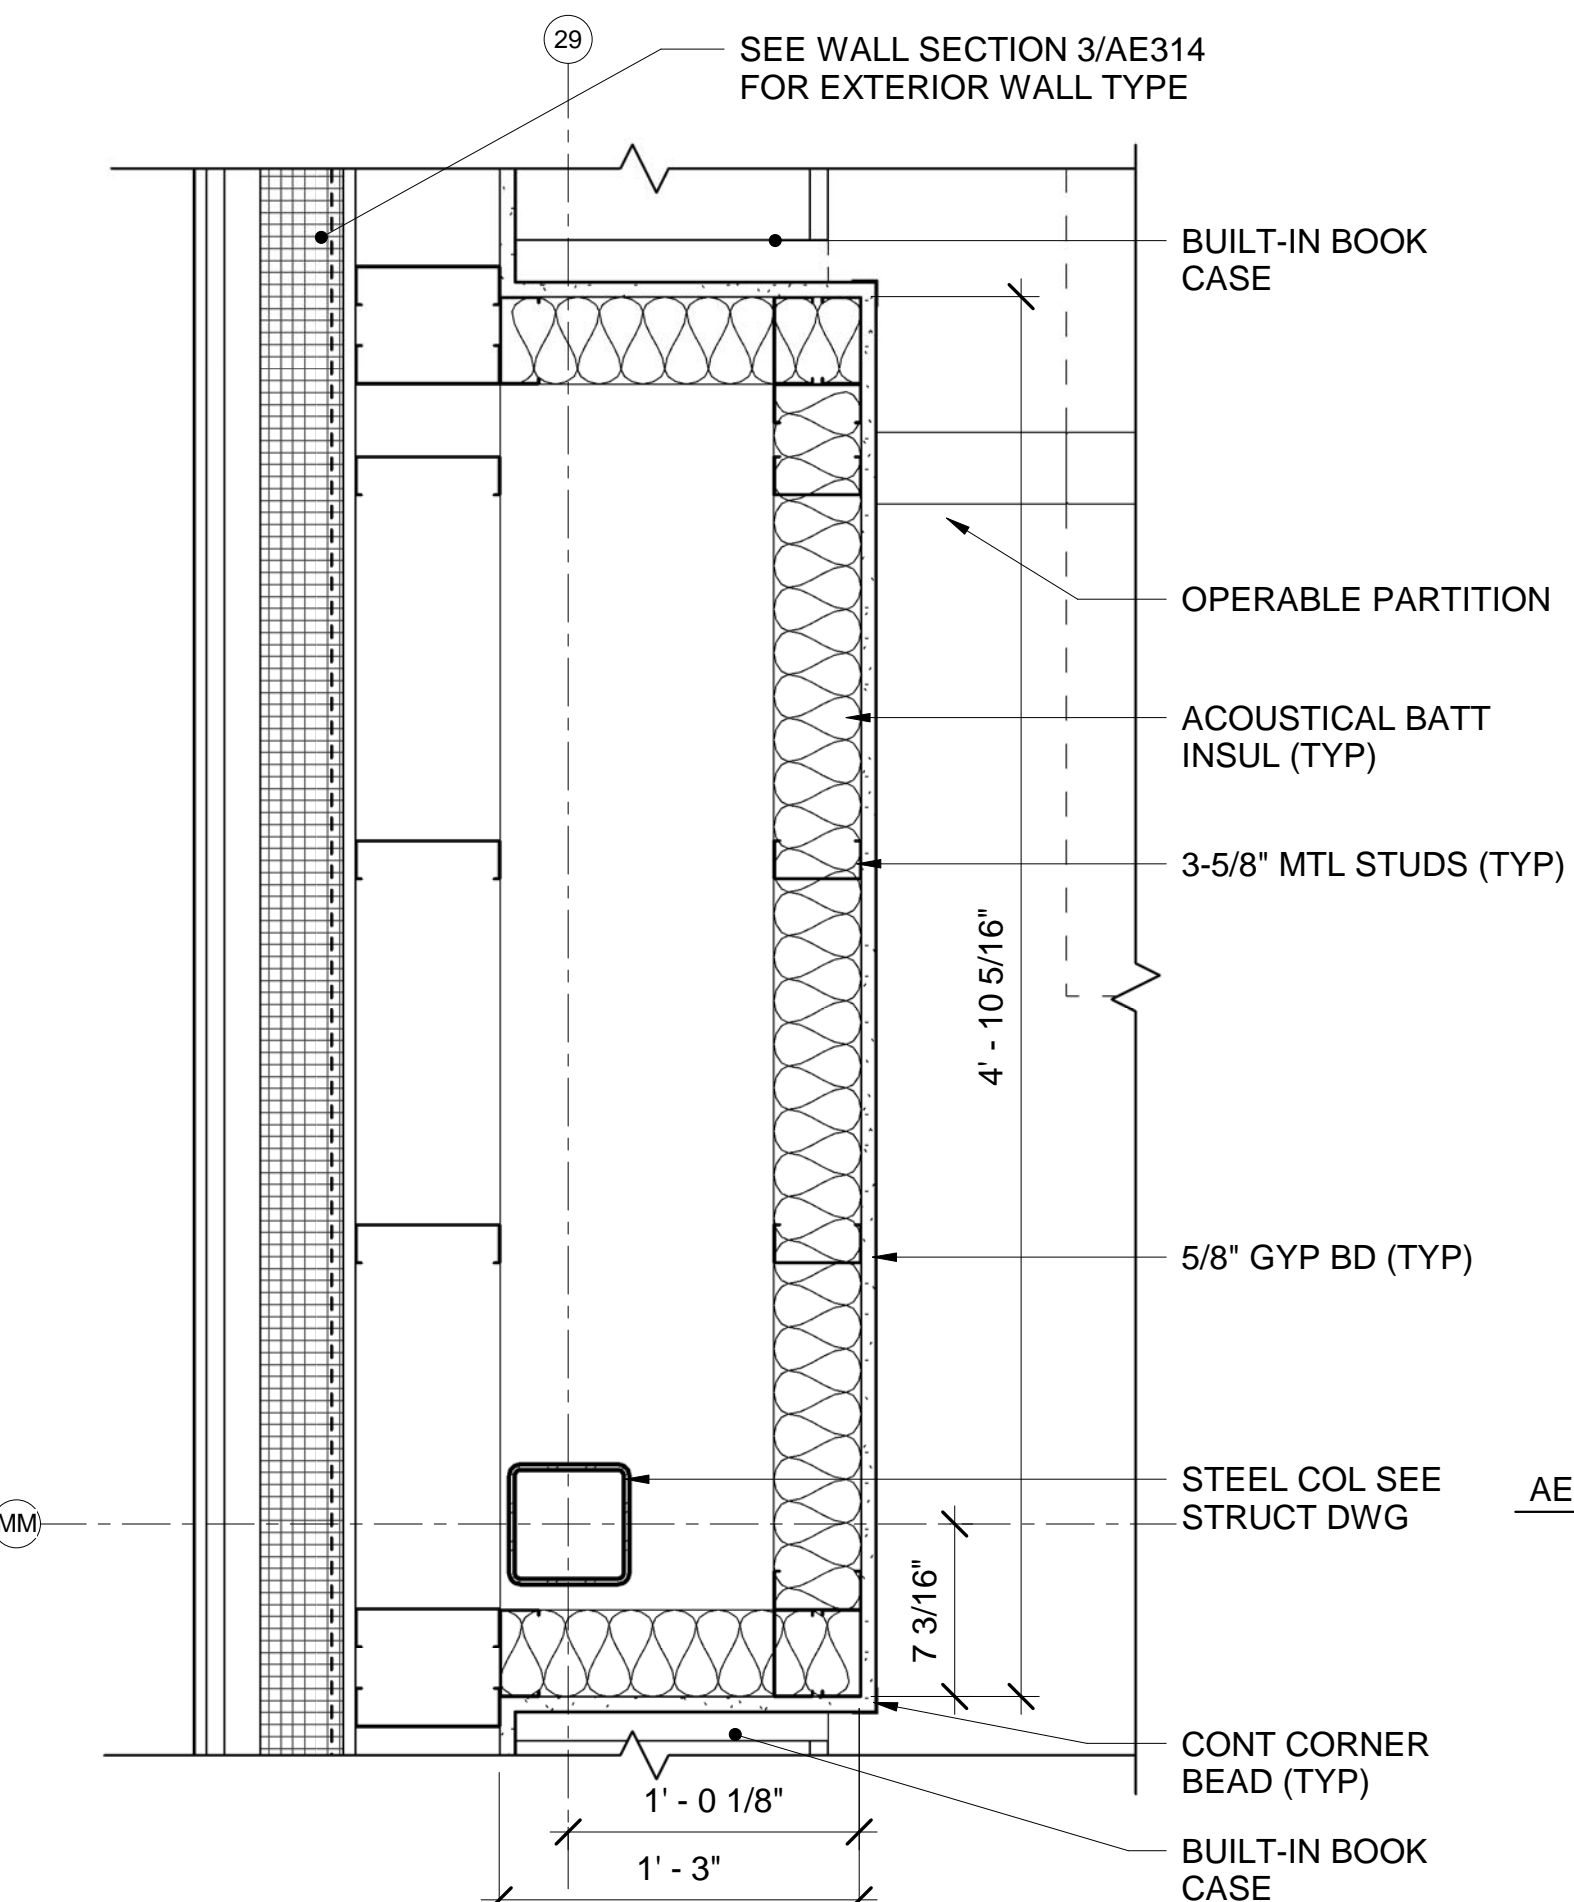 29
SEE WALL SECTION 3/AE314
FOR EXTERIOR WALL TYPE
BUILT-IN BOOK
CASE
OPERABLE PARTITION
ACOUSTICAL BATT
INSUL (TYP)
3-5/8" MTL STUDS (TYP)
4' - 10 5/16"
5/8" GYP BD (TYP)
STEEL COL SEE
STRUCT DWG
AE
MM
7 3/16"
CONT CORNER
BEAD (TYP)
1' - 0 1/8"
1' - 3"
BUILT-IN BOOK
CASE